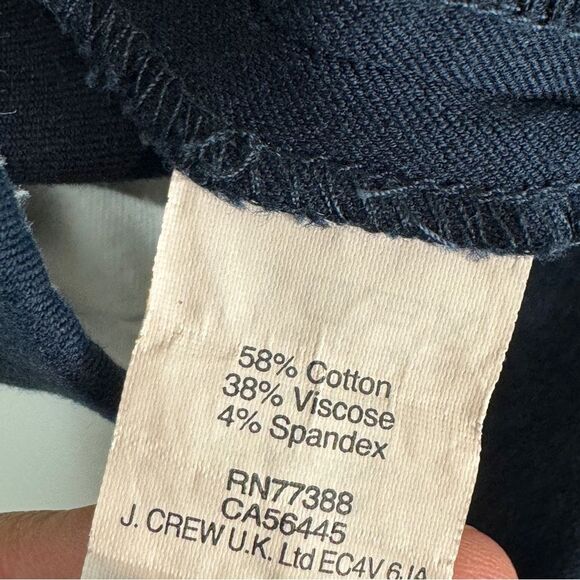 58% Cotton
38% Viscose
4% Spandex
RN77388
CA56445
J. CREW U.K. Ltd EC4V 6JA